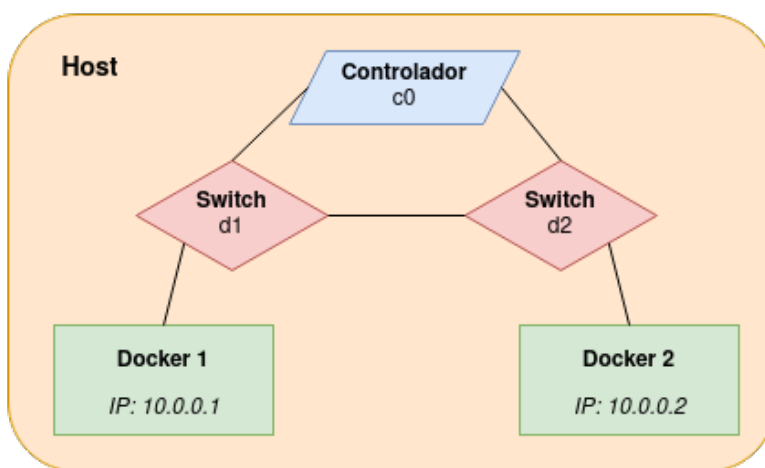 Host
Controlador
c0
Switch
d1
Switch
d2
Docker 1
IP: 10.0.0.1
Docker 2
IP: 10.0.0.2